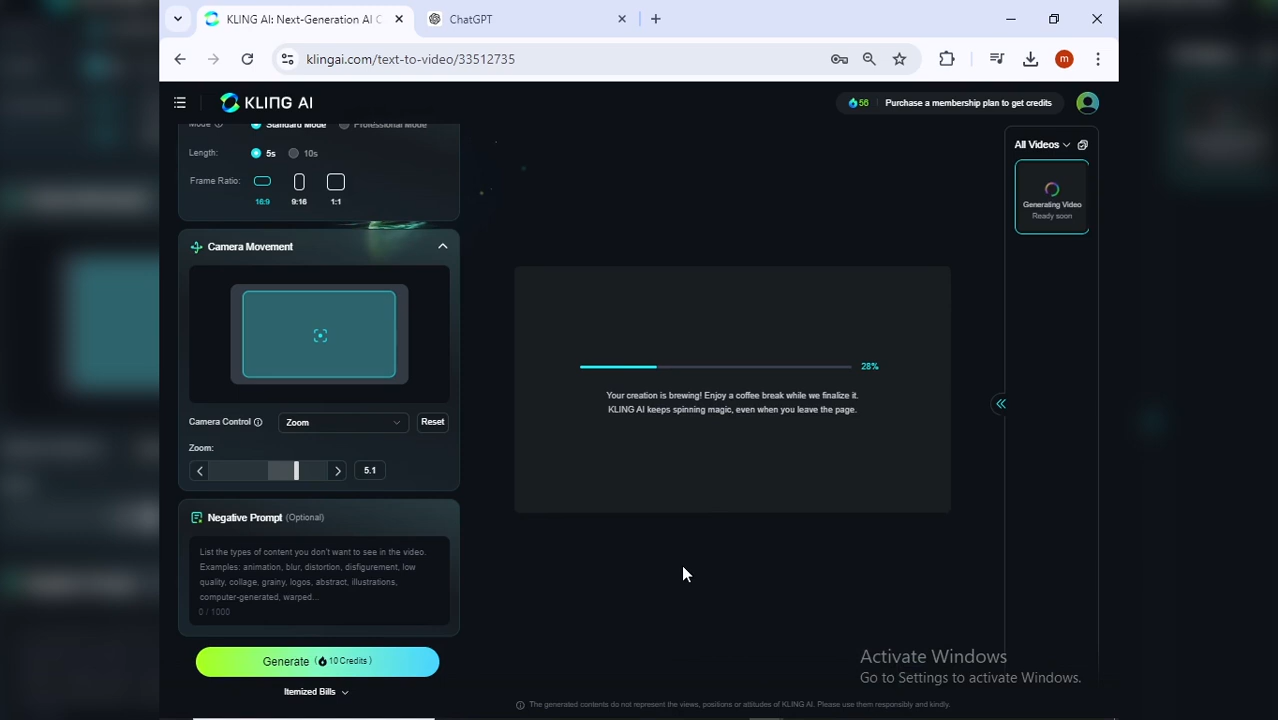 KLING AI: Next-Generation AI C
ChatGPT
klingai.com/text-to-video/33512735
m
KLING AI
56 Purchase a membership plan to get credits
Mode Standard Mode Professional Mode
Length: 5s 10s
Frame Ratio:
16:9 9:16 1:1
Camera Movement
Camera Control Zoom Reset
Zoom:
5.1
Negative Prompt (Optional)
List the types of content you don't want to see in the video.
Examples: animation, blur, distortion, disfigurement, low
quality, collage, grainy, logos, abstract, illustrations,
computer-generated, warped...
0 / 1000
Generate ( 10 Credits )
Itemized Bills
28%
Your creation is brewing! Enjoy a coffee break while we finalize it.
KLING AI keeps spinning magic, even when you leave the page.
All Videos
Generating Video
Ready soon
Activate Windows
Go to Settings to activate Windows.
The generated contents do not represent the views, positions or attitudes of KLING AI. Please use them responsibly and kindly.